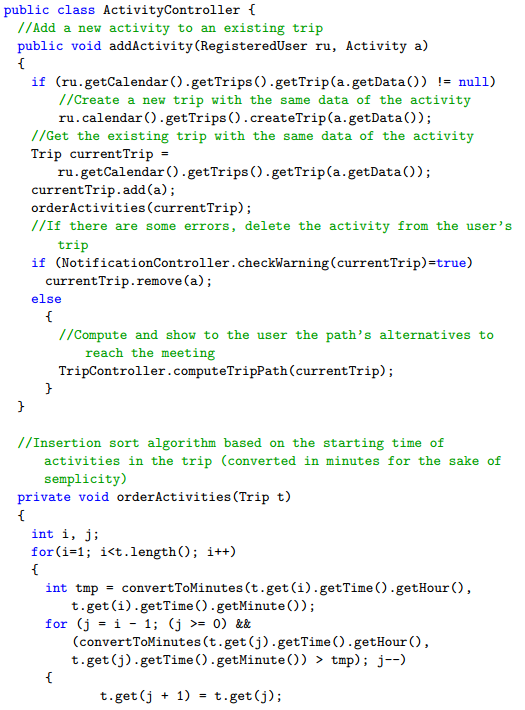 public class ActivityController {
//Add a new activity to an existing trip
public void addActivity(RegisteredUser ru, Activity a)
{
if (ru.getCalendar().getTrips().getTrip(a.getData()) != null)
//Create a new trip with the same data of the activity
ru.calendar().getTrips().createTrip(a.getData());
//Get the existing trip with the same data of the activity
Trip currentTrip =
ru.getCalendar().getTrips().getTrip(a.getData());
currentTrip.add(a);
orderActivities(currentTrip);
//If there are some errors, delete the activity from the user's
trip
if (NotificationController.checkWarning(currentTrip)=true)
currentTrip.remove(a);
else
{
//Compute and show to the user the path's alternatives to
reach the meeting
TripController.computeTripPath(currentTrip);
}
}
//Insertion sort algorithm based on the starting time of
activities in the trip (converted in minutes for the sake of
semplicity)
private void orderActivities(Trip t)
{
int i, j;
for(i=1; i<t.length(); i++)
{
int tmp = convertToMinutes(t.get(i).getTime().getHour(),
t.get(i).getTime().getMinute());
for (j = i - 1; (j >= 0) &&
(convertToMinutes(t.get(j).getTime().getHour(),
t.get(j).getTime().getMinute()) > tmp); j--)
{
t.get(j + 1) = t.get(j);